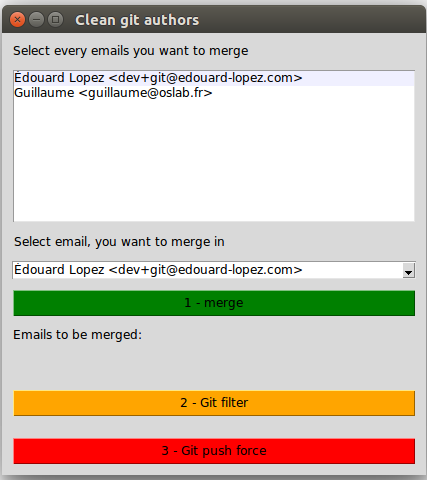 Clean git authors
Select every emails you want to merge
Édouard Lopez <dev+git@edouard-lopez.com>
Guillaume <guillaume@oslab.fr>
Select email, you want to merge in
Édouard Lopez <dev+git@edouard-lopez.com>
1 - merge
Emails to be merged:
2 - Git filter
3 - Git push force